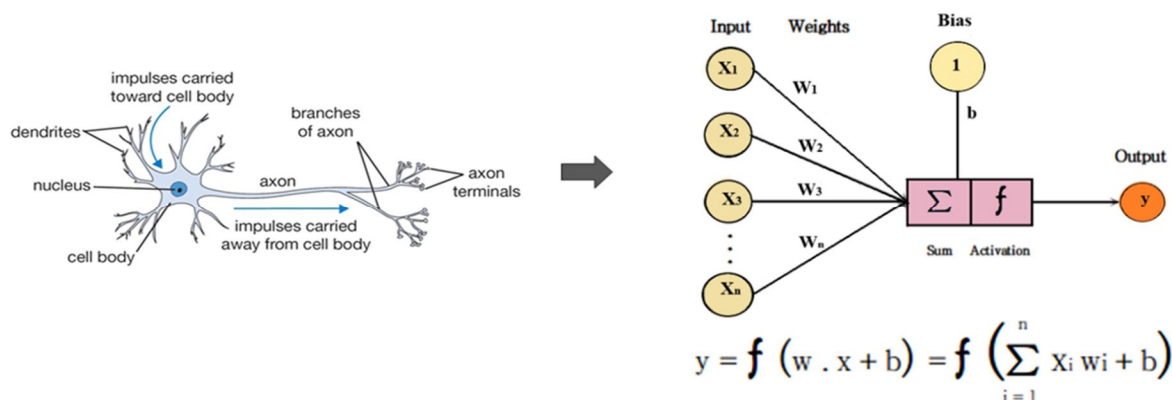 impulses carried
toward cell body
dendrites
nucleus
cell body
axon
impulses carried
away from cell body
branches
of axon
axon
terminals
Input
Weights
Bias
X1
X2
X3
Xn
W1
W2
W3
Wn
1
b
Σ
f
Sum
Activation
Output
y
y = f (w . x + b) = f (∑ i = 1 n xi wi + b)